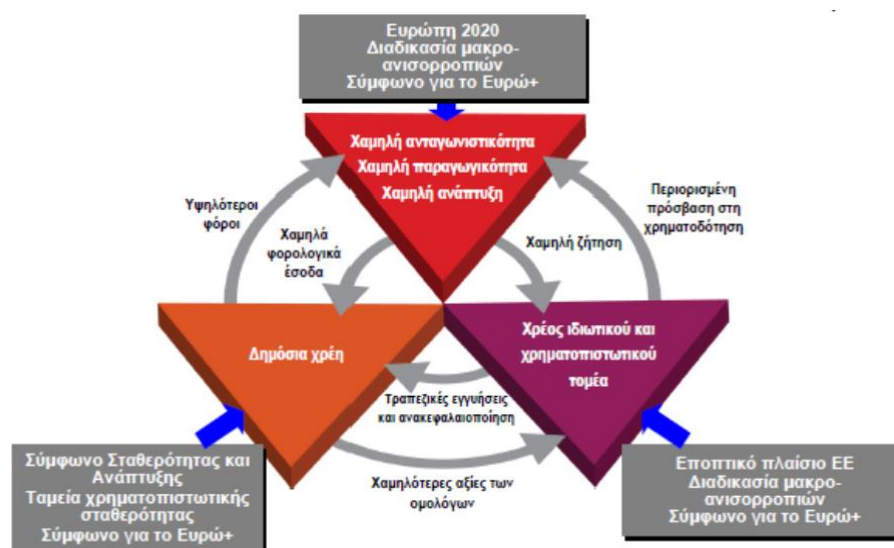 Ευρώπη 2020
Διαδικασία μακρο-
ανισορροπιών
Σύμφωνο για το Ευρώ+
Χαμηλή ανταγωνιστικότητα
Χαμηλή παραγωγικότητα
Χαμηλή ανάπτυξη
Υψηλότεροι
φόροι
Χαμηλά
φορολογικά
έσοδα
Χαμηλή ζήτηση
Περιορισμένη
πρόσβαση στη
χρηματοδότηση
Δημόσια χρέη
Χρέος ιδιωτικού και
χρηματοπιστωτικού
τομέα
Τραπεζικές εγγυήσεις
και ανακεφαλαιοποίηση
Χαμηλότερες αξίες των
ομολόγων
Σύμφωνο Σταθερότητας και
Ανάπτυξης
Ταμεία χρηματοπιστωτικής
σταθερότητας
Σύμφωνο για το Ευρώ+
Εποπτικό πλαίσιο ΕΕ
Διαδικασία μακρο-
ανισορροπιών
Σύμφωνο για το Ευρώ+